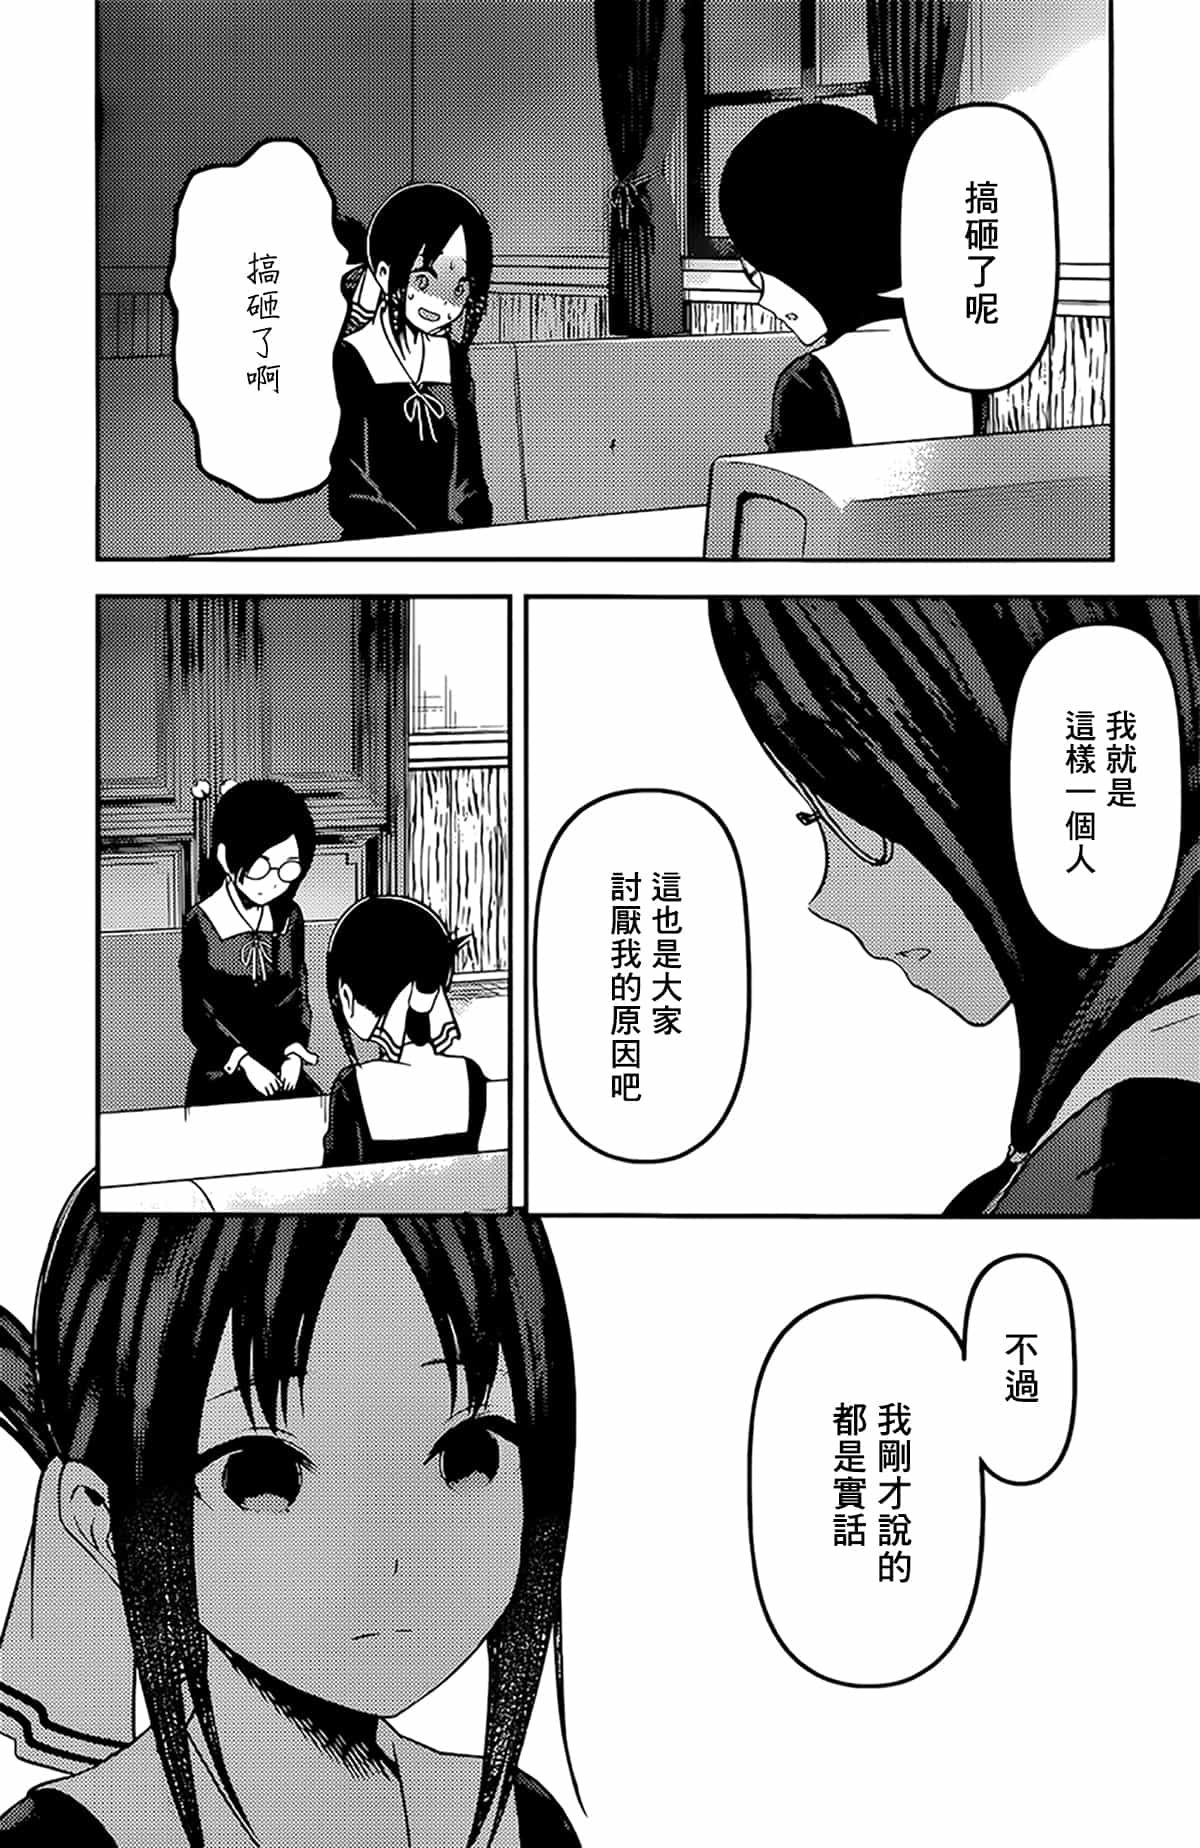 搞砸了呢
搞砸了啊
我就是
這樣一個人
這也是大家
討厭我的原因吧
不過
我剛才說的
都是實話